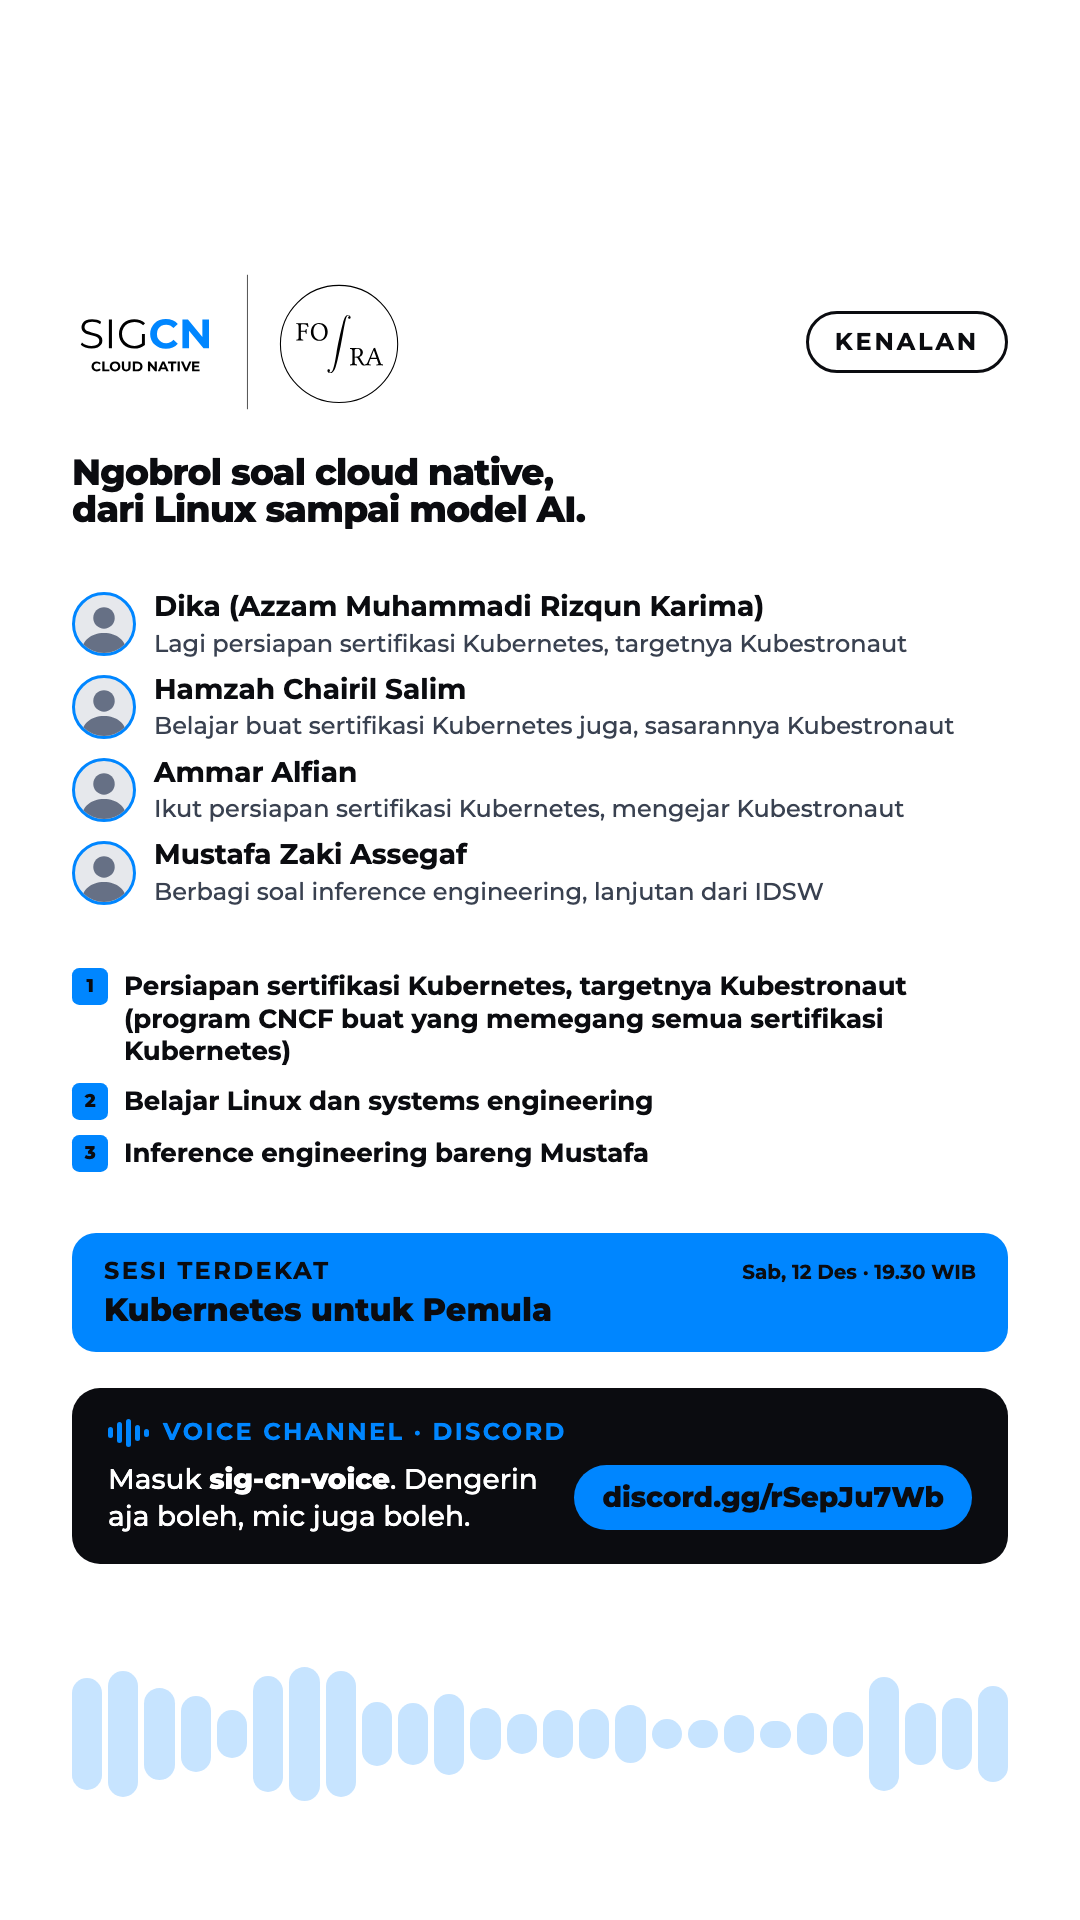 SIGCN
CLOUD NATIVE
FO∫RA
KENALAN
Ngobrol soal cloud native,
dari Linux sampai model AI.
Dika (Azzam Muhammadi Rizqun Karima)
Lagi persiapan sertifikasi Kubernetes, targetnya Kubestronaut
Hamzah Chairil Salim
Belajar buat sertifikasi Kubernetes juga, sasarannya Kubestronaut
Ammar Alfian
Ikut persiapan sertifikasi Kubernetes, mengejar Kubestronaut
Mustafa Zaki Assegaf
Berbagi soal inference engineering, lanjutan dari IDSW
1 Persiapan sertifikasi Kubernetes, targetnya Kubestronaut
(program CNCF buat yang memegang semua sertifikasi
Kubernetes)
2 Belajar Linux dan systems engineering
3 Inference engineering bareng Mustafa
SESI TERDEKAT
Sab, 12 Des · 19.30 WIB
Kubernetes untuk Pemula
VOICE CHANNEL · DISCORD
Masuk sig-cn-voice. Dengerin
aja boleh, mic juga boleh.
discord.gg/rSepJu7Wb